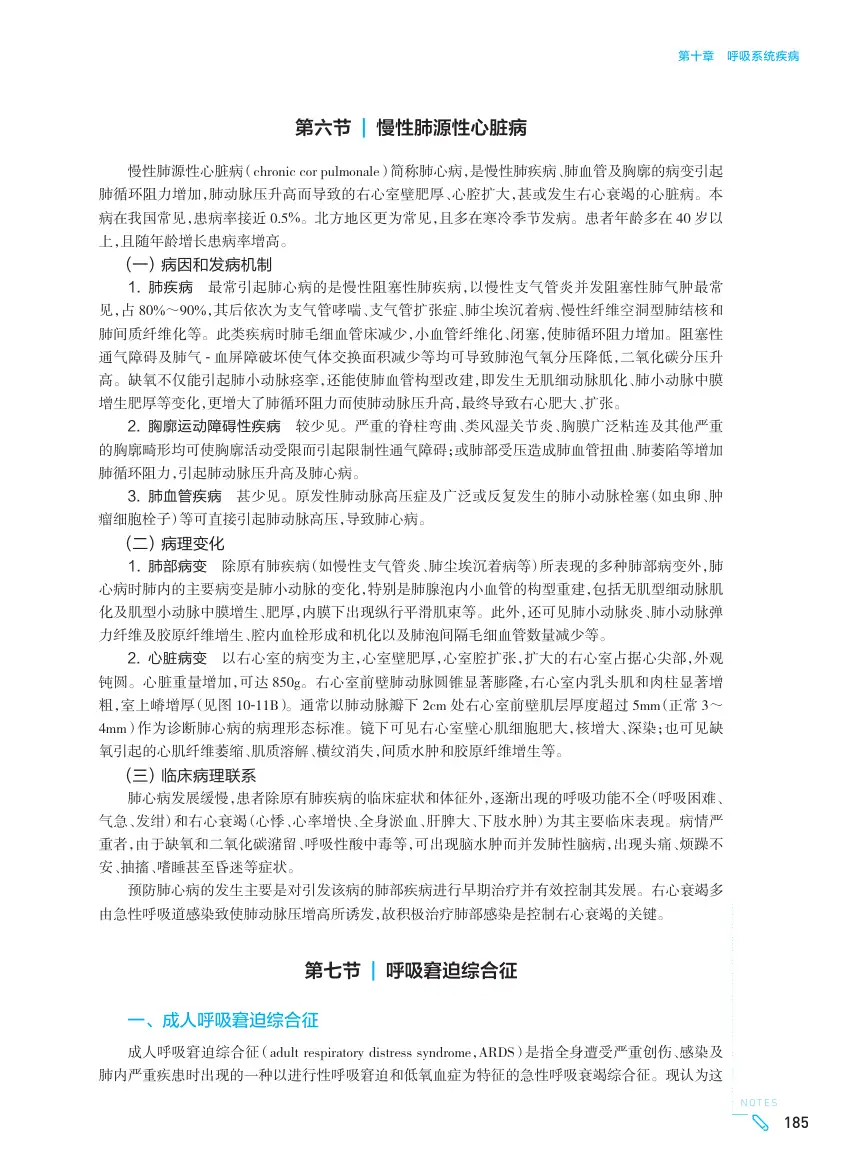 第十章 呼吸系统疾病
第六节 | 慢性肺源性心脏病
慢性肺源性心脏病（chronic cor pulmonale）简称肺心病，是慢性肺疾病、肺血管及胸廓的病变引起
肺循环阻力增加，肺动脉压升高而导致的右心室壁肥厚、心腔扩大，甚或发生右心衰竭的心脏病。本
病在我国常见，患病率接近 0.5%。北方地区更为常见，且多在寒冷季节发病。患者年龄多在 40 岁以
上，且随年龄增长患病率增高。
（一）病因和发病机制
1. 肺疾病 最常引起肺心病的是慢性阻塞性肺疾病，以慢性支气管炎并发阻塞性肺气肿最常
见，占 80%～90%，其后依次为支气管哮喘、支气管扩张症、肺尘埃沉着病、慢性纤维空洞型肺结核和
肺间质纤维化等。此类疾病时肺毛细血管床减少，小血管纤维化、闭塞，使肺循环阻力增加。阻塞性
通气障碍及肺气 - 血屏障破坏使气体交换面积减少等均可导致肺泡气氧分压降低，二氧化碳分压升
高。缺氧不仅能引起肺小动脉痉挛，还能使肺血管构型改建，即发生无肌细动脉肌化、肺小动脉中膜
增生肥厚等变化，更增大了肺循环阻力而使肺动脉压升高，最终导致右心肥大、扩张。
2. 胸廓运动障碍性疾病 较少见。严重的脊柱弯曲、类风湿关节炎、胸膜广泛粘连及其他严重
的胸廓畸形均可使胸廓活动受限而引起限制性通气障碍；或肺部受压造成肺血管扭曲、肺萎陷等增加
肺循环阻力，引起肺动脉压升高及肺心病。
3. 肺血管疾病 甚少见。原发性肺动脉高压症及广泛或反复发生的肺小动脉栓塞（如虫卵、肿
瘤细胞栓子）等可直接引起肺动脉高压，导致肺心病。
（二）病理变化
1. 肺部病变 除原有肺疾病（如慢性支气管炎、肺尘埃沉着病等）所表现的多种肺部病变外，肺
心病时肺内的主要病变是肺小动脉的变化，特别是肺腺泡内小血管的构型重建，包括无肌型细动脉肌
化及肌型小动脉中膜增生、肥厚，内膜下出现纵行平滑肌束等。此外，还可见肺小动脉炎、肺小动脉弹
力纤维及胶原纤维增生、腔内血栓形成和机化以及肺泡间隔毛细血管数量减少等。
2. 心脏病变 以右心室的病变为主，心室壁肥厚，心室腔扩张，扩大的右心室占据心尖部，外观
钝圆。心脏重量增加，可达 850g。右心室前壁肺动脉圆锥显著膨隆，右心室内乳头肌和肉柱显著增
粗，室上嵴增厚（见图 10-11B）。通常以肺动脉瓣下 2cm 处右心室前壁肌层厚度超过 5mm（正常 3～
4mm）作为诊断肺心病的病理形态标准。镜下可见右心室壁心肌细胞肥大，核增大、深染；也可见缺
氧引起的心肌纤维萎缩、肌质溶解、横纹消失，间质水肿和胶原纤维增生等。
（三）临床病理联系
肺心病发展缓慢，患者除原有肺疾病的临床症状和体征外，逐渐出现的呼吸功能不全（呼吸困难、
气急、发绀）和右心衰竭（心悸、心率增快、全身淤血、肝脾大、下肢水肿）为其主要临床表现。病情严
重者，由于缺氧和二氧化碳潴留、呼吸性酸中毒等，可出现脑水肿而并发肺性脑病，出现头痛、烦躁不
安、抽搐、嗜睡甚至昏迷等症状。
预防肺心病的发生主要是对引发该病的肺部疾病进行早期治疗并有效控制其发展。右心衰竭多
由急性呼吸道感染致使肺动脉压增高所诱发，故积极治疗肺部感染是控制右心衰竭的关键。
第七节 | 呼吸窘迫综合征
一、成人呼吸窘迫综合征
成人呼吸窘迫综合征（adult respiratory distress syndrome，ARDS）是指全身遭受严重创伤、感染及
肺内严重疾患时出现的一种以进行性呼吸窘迫和低氧血症为特征的急性呼吸衰竭综合征。现认为这
NOTES
185